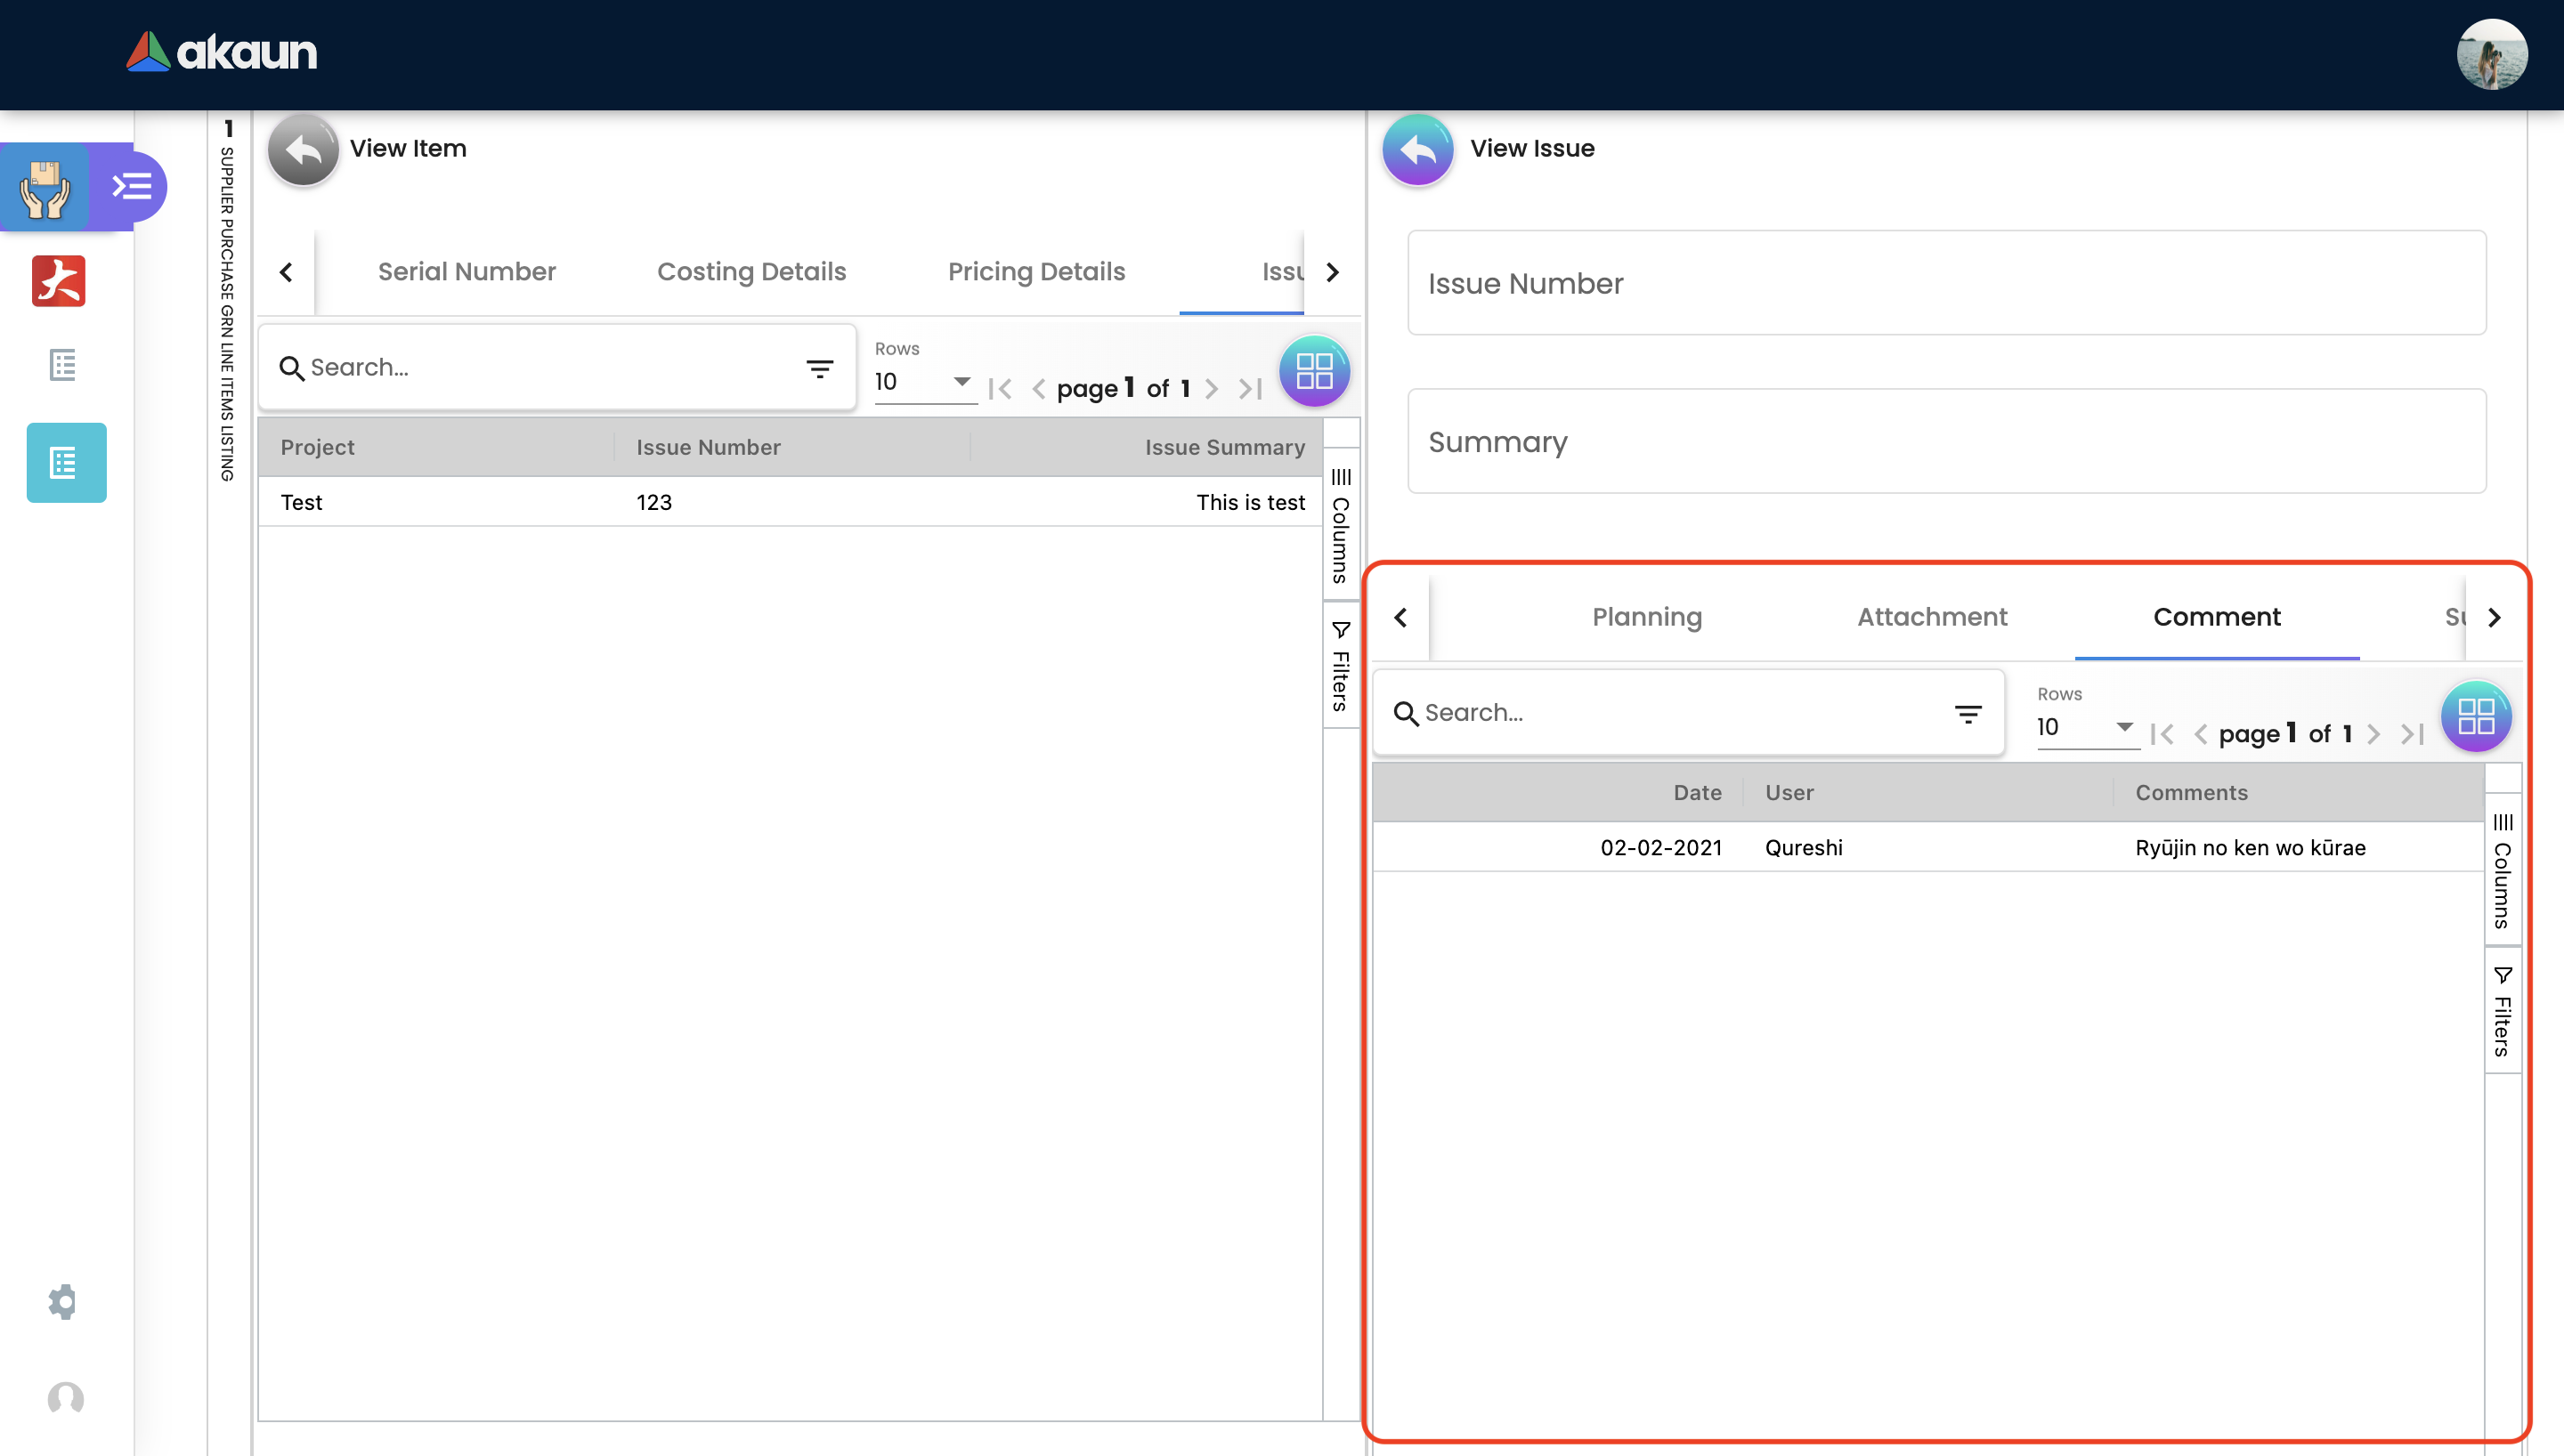 akaun
1 SUPPLIER PURCHASE GRN LINE ITEMS LISTING
View Item
Serial Number
Costing Details
Pricing Details
Search...
Rows
10
page 1 of 1
Project
Issue Number
Issue Summary
Test
123
This is test
Columns
Filters
View Issue
Issue Number
Summary
Planning
Attachment
Comment
Search...
Rows
10
page 1 of 1
Date
User
Comments
02-02-2021
Qureshi
Ryūjin no ken wo kūrae
Columns
Filters